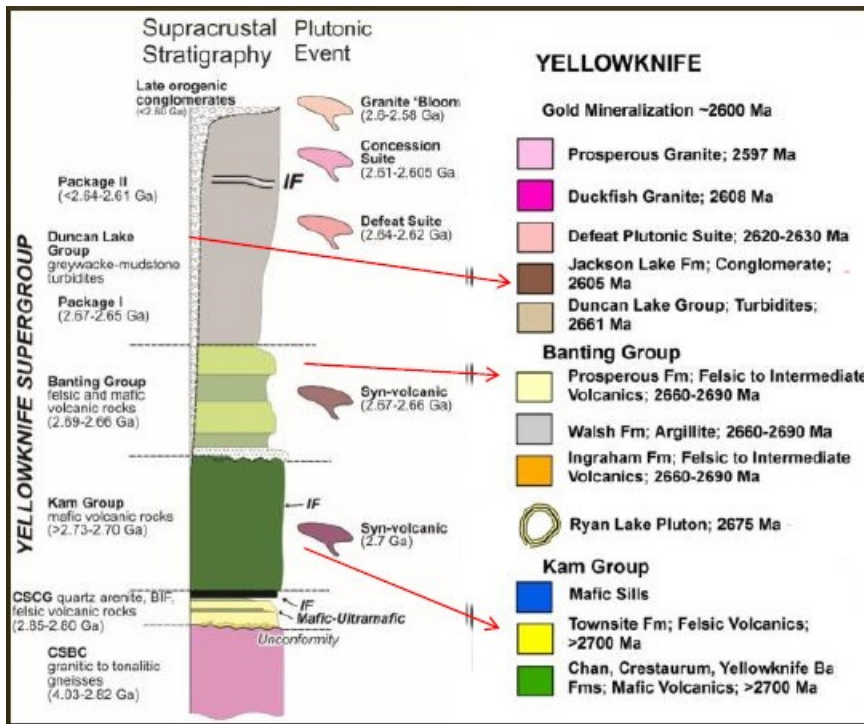 Supracrustal
Stratigraphy
Plutonic
Event
Late orogenic
conglomerates
(<2.60 Ga)
Granite 'Bloom
(2.6-2.58 Ga)
Concession
Suite
(2.61-2.605 Ga
Package II
(<2.64-2.61 Ga)
IF
Defeat Suite
(2.64-2.62 Ga)
Duncan Lake
Group
greywacke-mudstone
turbidites
Package I
(2.67-2.65 Ga)
YELLOWKNIFE SUPERGROUP
Banting Group
felsic and mafic
volcanic rocks
(2.69-2.66 Ga)
Syn-volcanic
(2.67-2.66 Ga)
Kam Group
mafic volcanic rocks
(>2.73-2.70 Ga)
IF
Syn-volcanic
(2.7 Ga)
CSCG quartz arenite, BIF,
felsic volcanic rocks
(2.85-2.80 Ga)
IF
Mafic-Ultramafic
Unconformity
CSBC
granitic to tonalitic
gneisses
(4.03-2.82 Ga)
YELLOWKNIFE
Gold Mineralization ~2600 Ma
Prosperous Granite; 2597 Ma
Duckfish Granite; 2608 Ma
Defeat Plutonic Suite; 2620-2630 Ma
Jackson Lake Fm; Conglomerate;
2605 Ma
Duncan Lake Group; Turbidites;
2661 Ma
Banting Group
Prosperous Fm; Felsic to Intermediate
Volcanics; 2660-2690 Ma
Walsh Fm; Argillite; 2660-2690 Ma
Ingraham Fm; Felsic to Intermediate
Volcanics; 2660-2690 Ma
Ryan Lake Pluton; 2675 Ma
Kam Group
Mafic Sills
Townsite Fm; Felsic Volcanics;
>2700 Ma
Chan, Crestaurum, Yellowknife Ba
Fms; Mafic Volcanics; >2700 Ma